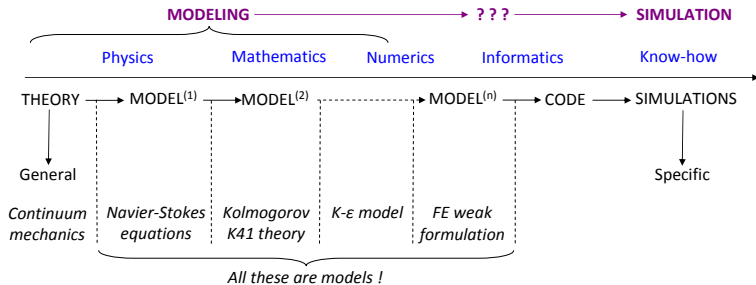 MODELING ? ? ? SIMULATION
Physics Mathematics Numerics Informatics Know-how
THEORY MODEL(1) MODEL(2) MODEL(n) CODE SIMULATIONS
General Specific
Continuum Navier-Stokes Kolmogorov K-ε model FE weak
mechanics equations K41 theory formulation
All these are models !